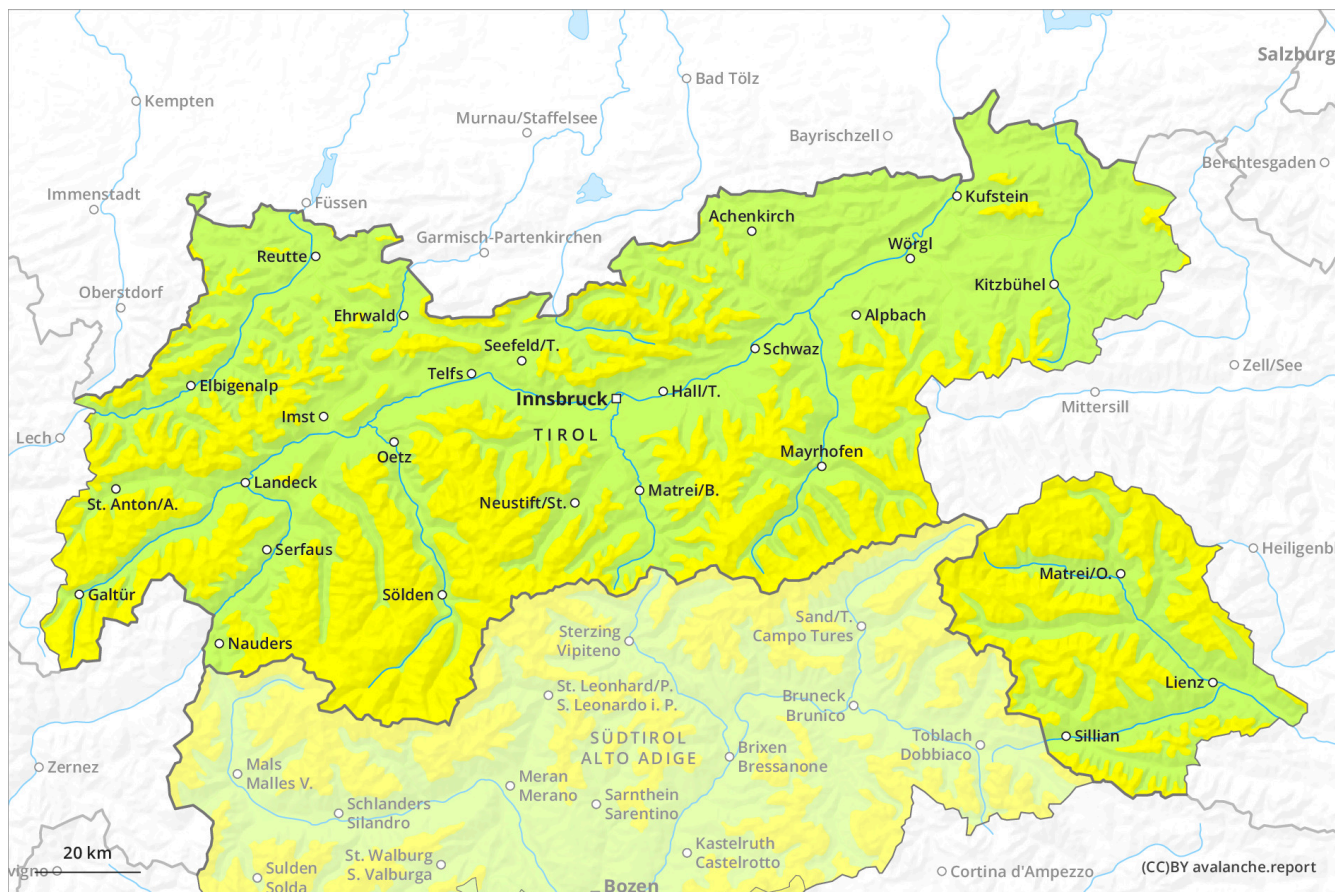 Salzburg
Bad Tölz
Kempten
Murnau/Staffelsee
Bayrischzell
Berchtesgaden
Immenstadt
Füssen
Kufstein
Achenkirch
Garmisch-Partenkirchen
Wörgl
Reutte
Kitzbühel
Oberstdorf
Ehrwald
Alpbach
Seefeld/T.
Schwaz
Zell/See
Telfs
Elbigenalp
Hall/T.
Innsbruck
Mittersill
Imst
TIROL
Lech
Oetz
Mayrhofen
Landeck
Matrei/B.
St. Anton/A.
Neustift/St.
Serfaus
Heiligenb
Matrei/O.
Galtür
Sölden
Sand/T.
Campo Tures
Sterzing
Vipiteno
Nauders
Lienz
St. Leonhard/P.
S. Leonardo i. P.
Bruneck
Brunico
SÜDTIROL
ALTO ADIGE
Sillian
Toblach
Dobbiaco
Brixen
Bressanone
Zernez
Mals
Malles V.
Meran
Merano
Sarnthein
Sarentino
Schlanders
Silandro
Kastelruth
Castelrotto
20 km
St. Walburg
S. Valburga
vigno
Sulden
Solda
Cortina d'Ampezzo
(CC)BY avalanche.report
Bozen